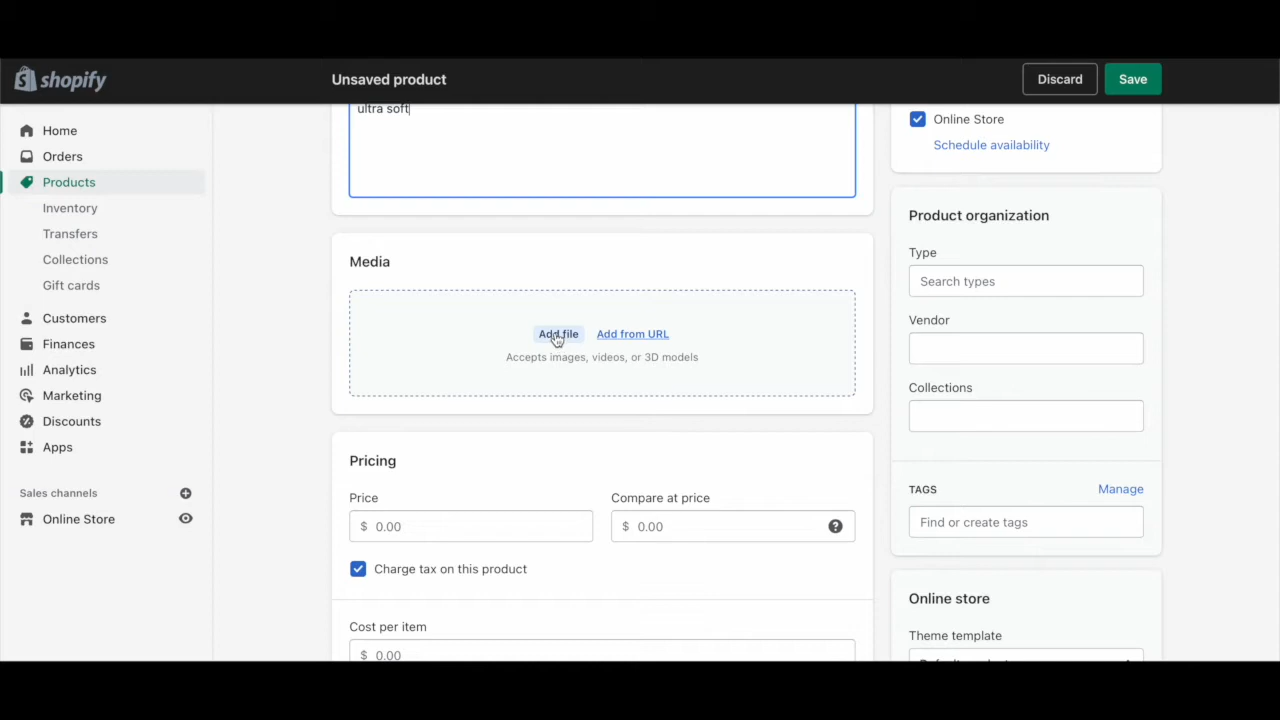 shopify
Unsaved product
Discard
Save
Home
Orders
Products
Inventory
Transfers
Collections
Gift cards
Customers
Finances
Analytics
Marketing
Discounts
Apps
Sales channels
Online Store
ultra soft
Media
Add file Add from URL
Accepts images, videos, or 3D models
Pricing
Price
Compare at price
$ 0.00
$ 0.00
Charge tax on this product
Cost per item
$ 0.00
Online Store
Schedule availability
Product organization
Type
Search types
Vendor
Collections
TAGS
Manage
Find or create tags
Online store
Theme template